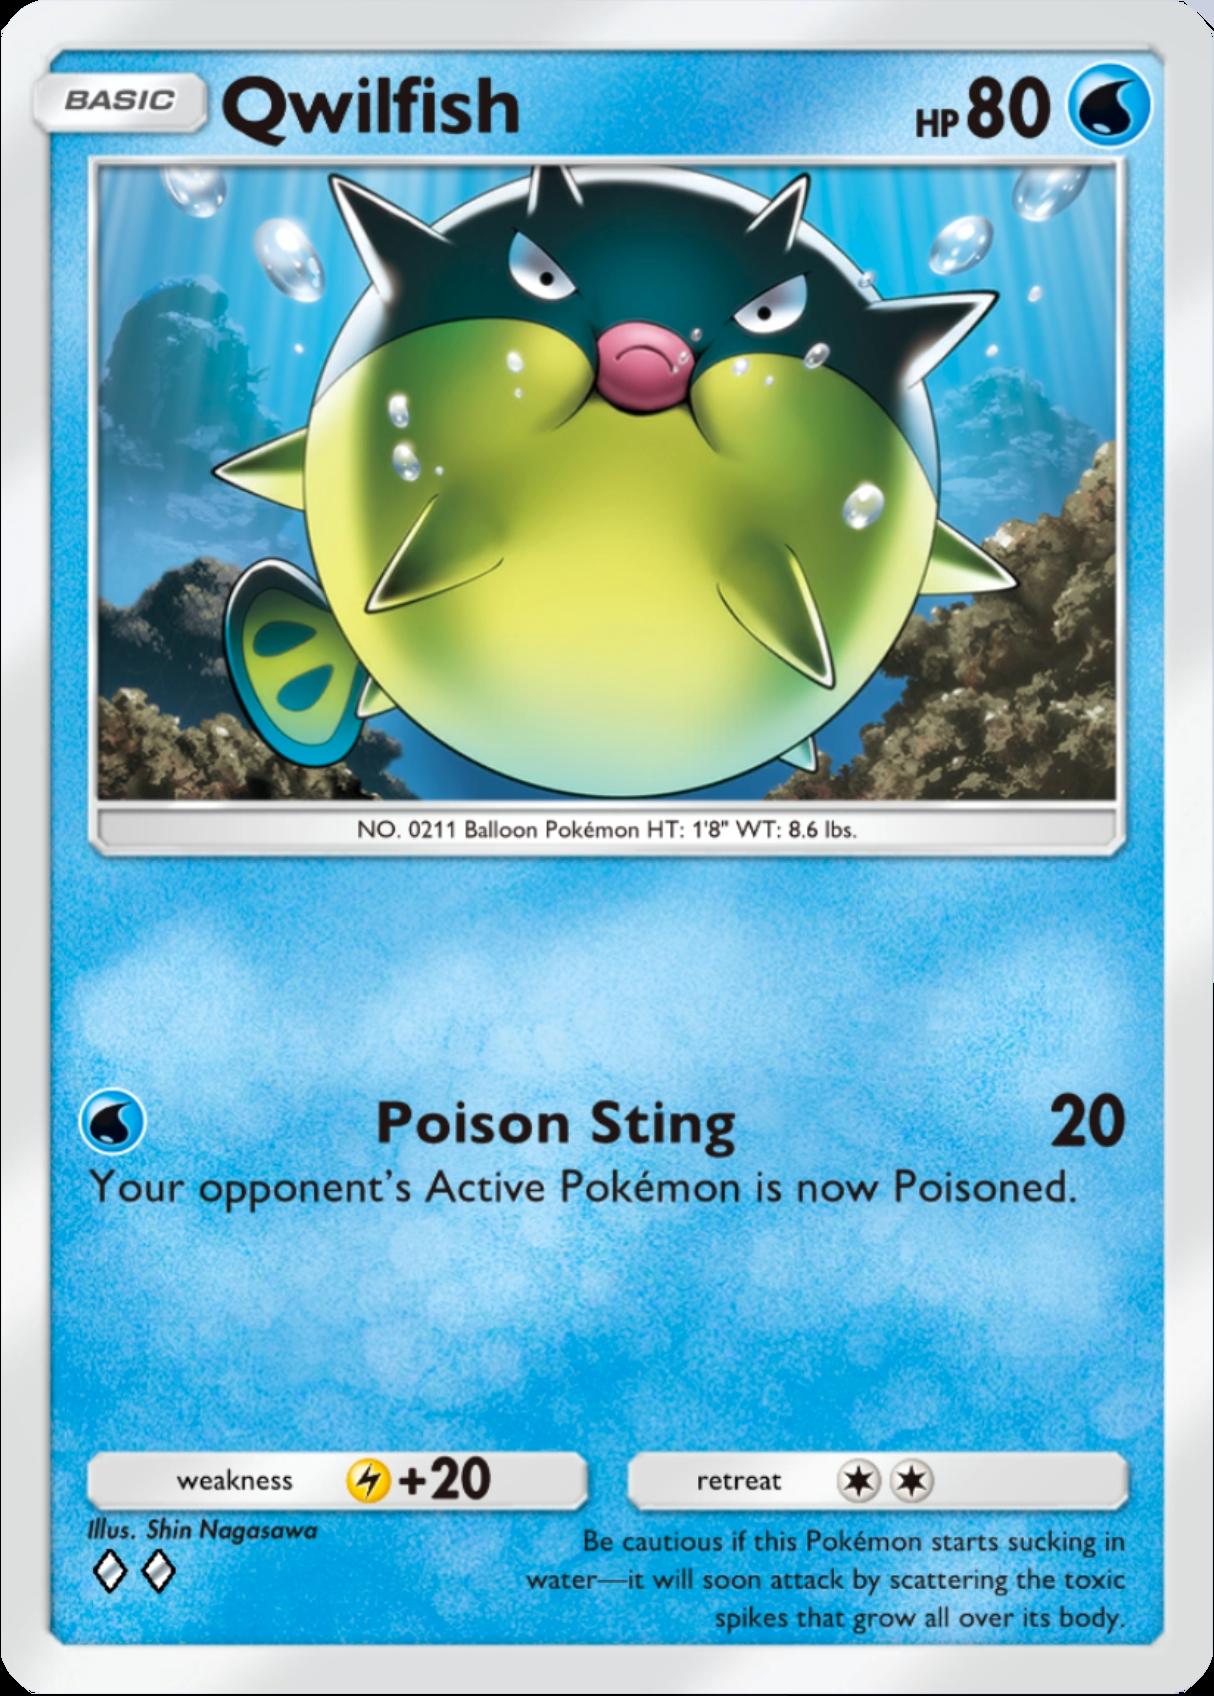 BASIC Qwilfish HP 80
NO. 0211 Balloon Pokémon HT: 1'8" WT: 8.6 lbs.
Poison Sting 20
Your opponent’s Active Pokémon is now Poisoned.
weakness +20 retreat
Illus. Shin Nagasawa
Be cautious if this Pokémon starts sucking in
water—it will soon attack by scattering the toxic
spikes that grow all over its body.